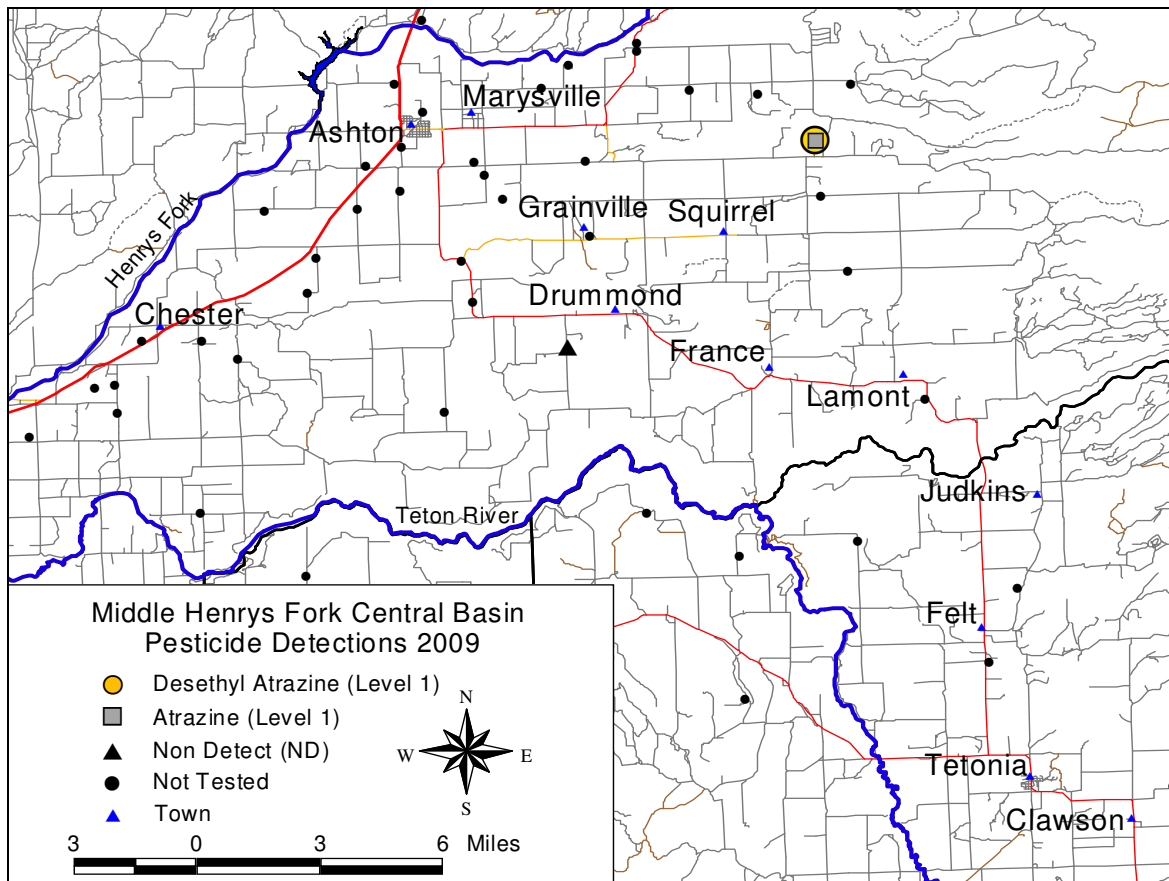 Marysville
Ashton
Grainville
Squirrel
Henrys Fork
Drummond
Chester
France
Lamont
Judkins
Teton River
Felt
Tetonia
Clawson
Middle Henrys Fork Central Basin
Pesticide Detections 2009
Desethyl Atrazine (Level 1)
Atrazine (Level 1)
Non Detect (ND)
Not Tested
Town
N
W E
S
3 0 3 6 Miles